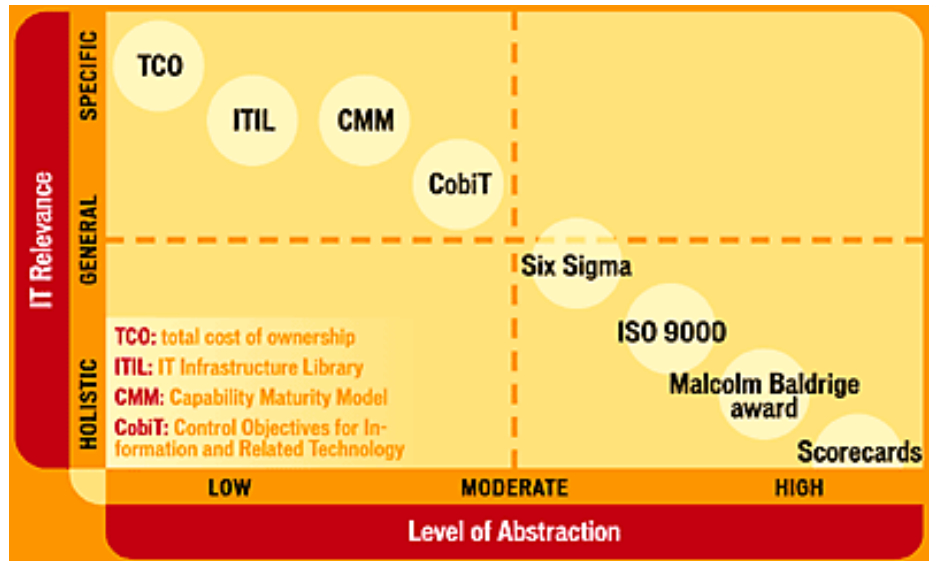 IT Relevance
SPECIFIC
GENERAL
HOLISTIC
TCO
ITIL
CMM
CobiT
Six Sigma
ISO 9000
Malcolm Baldrige
award
Scorecards
TCO: total cost of ownership
ITIL: IT Infrastructure Library
CMM: Capability Maturity Model
CobiT: Control Objectives for In-
formation and Related Technology
LOW
MODERATE
HIGH
Level of Abstraction